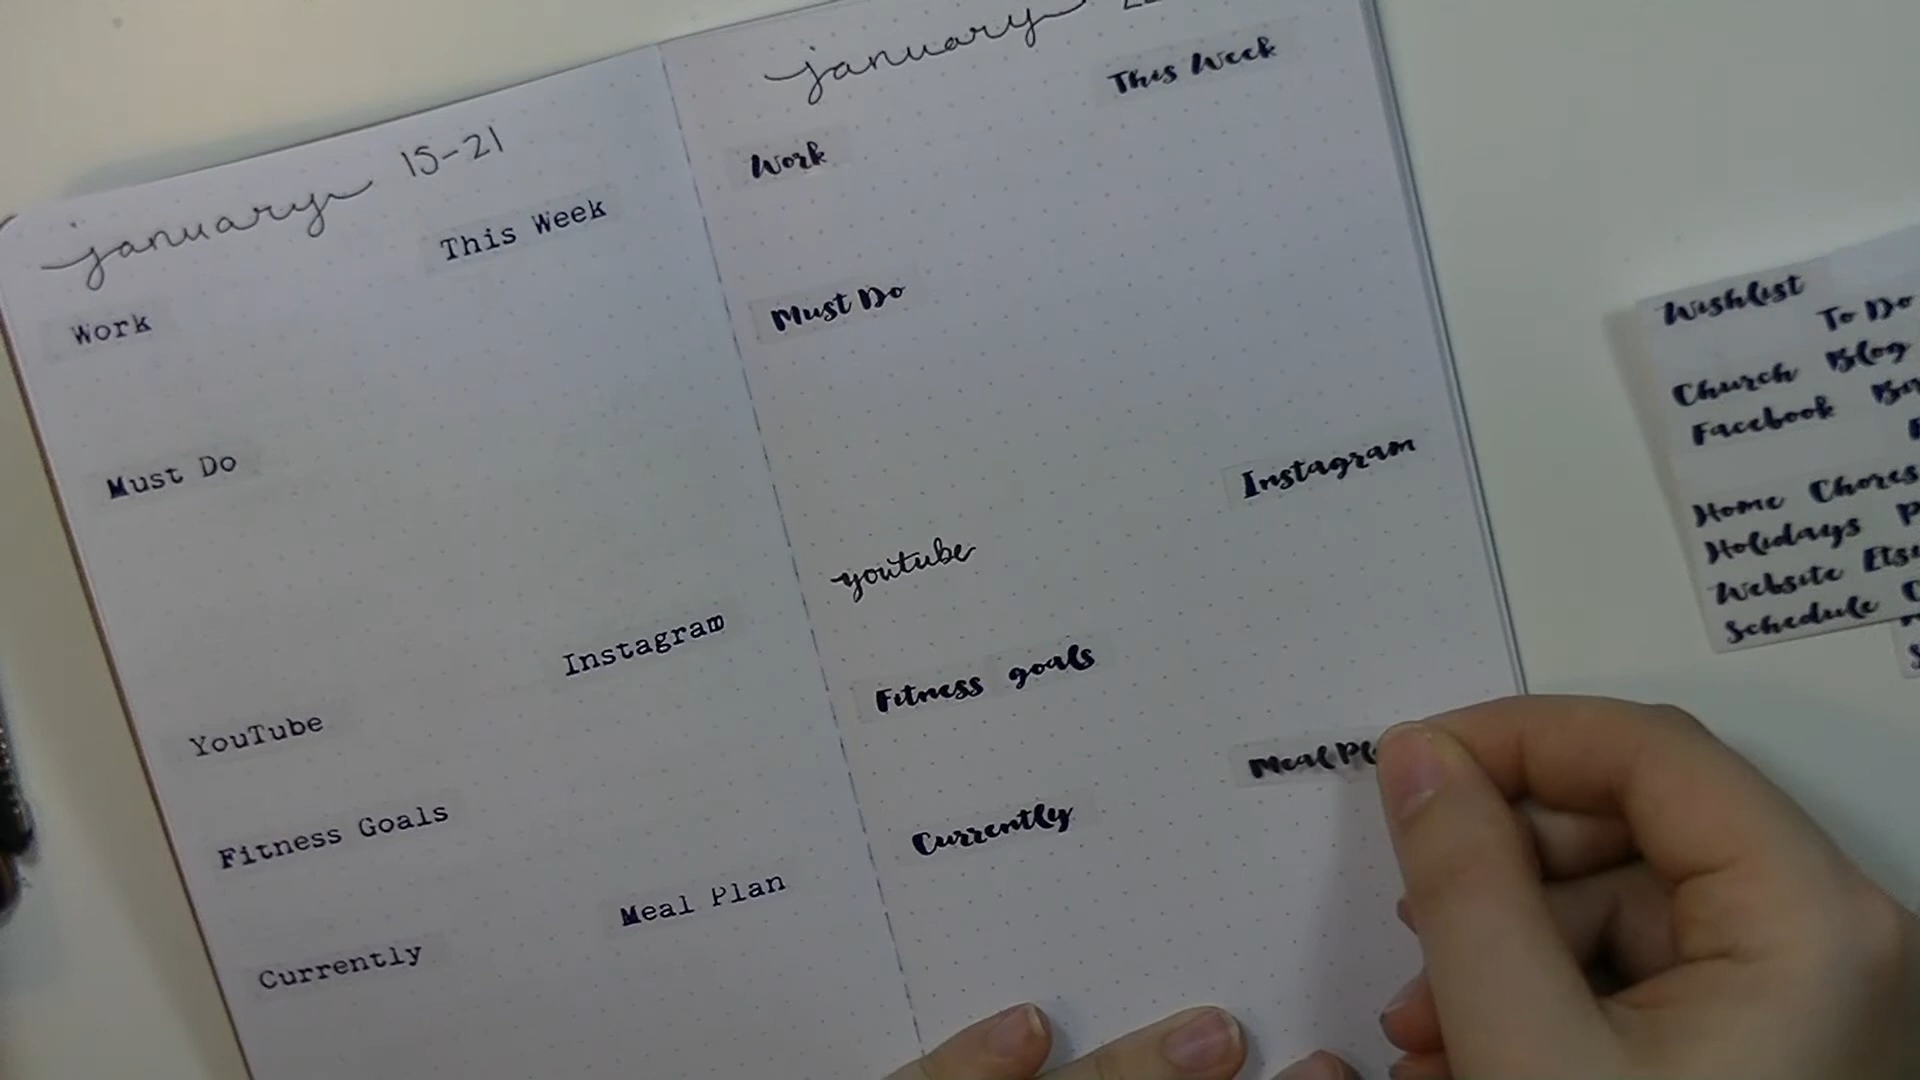 january 15-21
This Week
Work
Must Do
Instagram
YouTube
Fitness Goals
Meal Plan
Currently
january
This Week
Work
Must Do
Instagram
youtube
Fitness goals
Meal
Currently
Wishlist
To Do
Church Blog
Facebook
Home Chores
Holidays
Website
Schedule